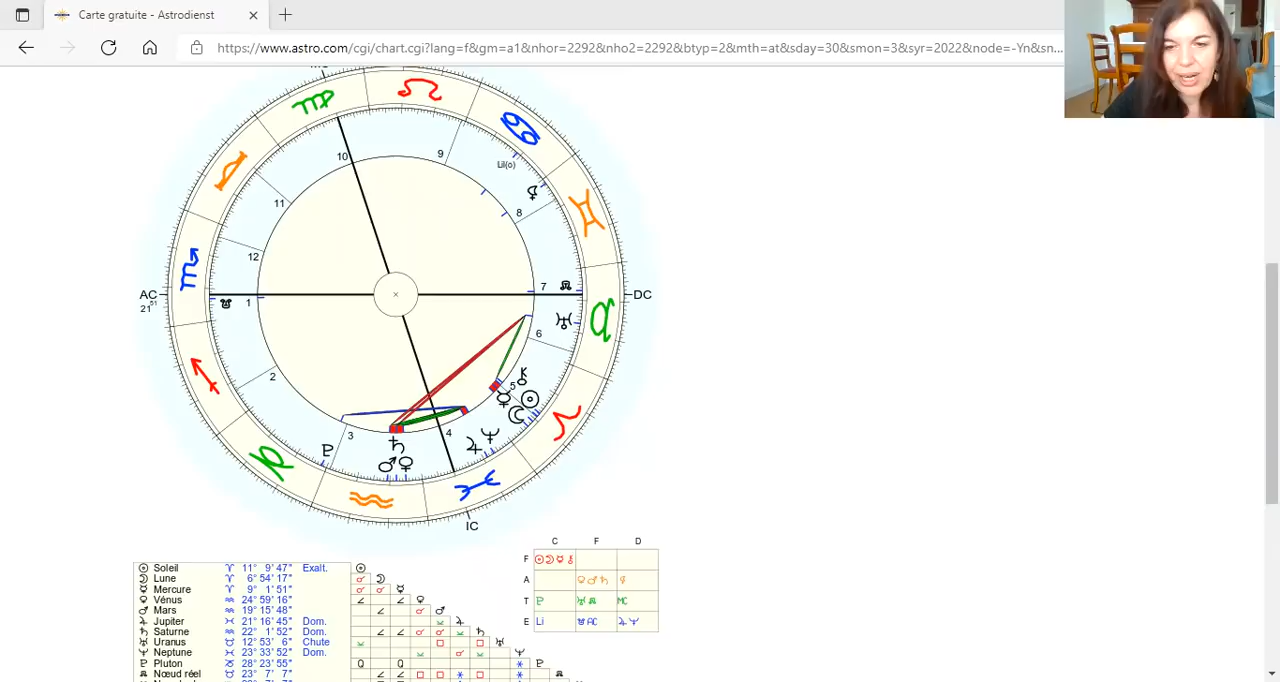 Carte gratuite - Astrodienst
https://www.astro.com/cgi/chart.cgi?lang=f&gm=a1&nhor=2292&nho2=2292&btyp=2&mth=at&sday=30&smon=3&syr=2022&node=-Yn&sn...
10
9
Lil(o)
11
8
12
AC
21 51
1
7
DC
6
2
5
3
4
IC
C F D
F
A
T MC
E Li AC
Soleil 11° 9'47" Exalt.
Lune 6°54'17"
Mercure 9° 1'51"
Vénus 24°59'16"
Mars 19°15'48"
Jupiter 21°16'45" Dom.
Saturne 22° 1'52" Dom.
Uranus 12°53' 6" Chute
Neptune 23°33'52" Dom.
Pluton 28°23'55"
Nœud réel 23° 7' 7"